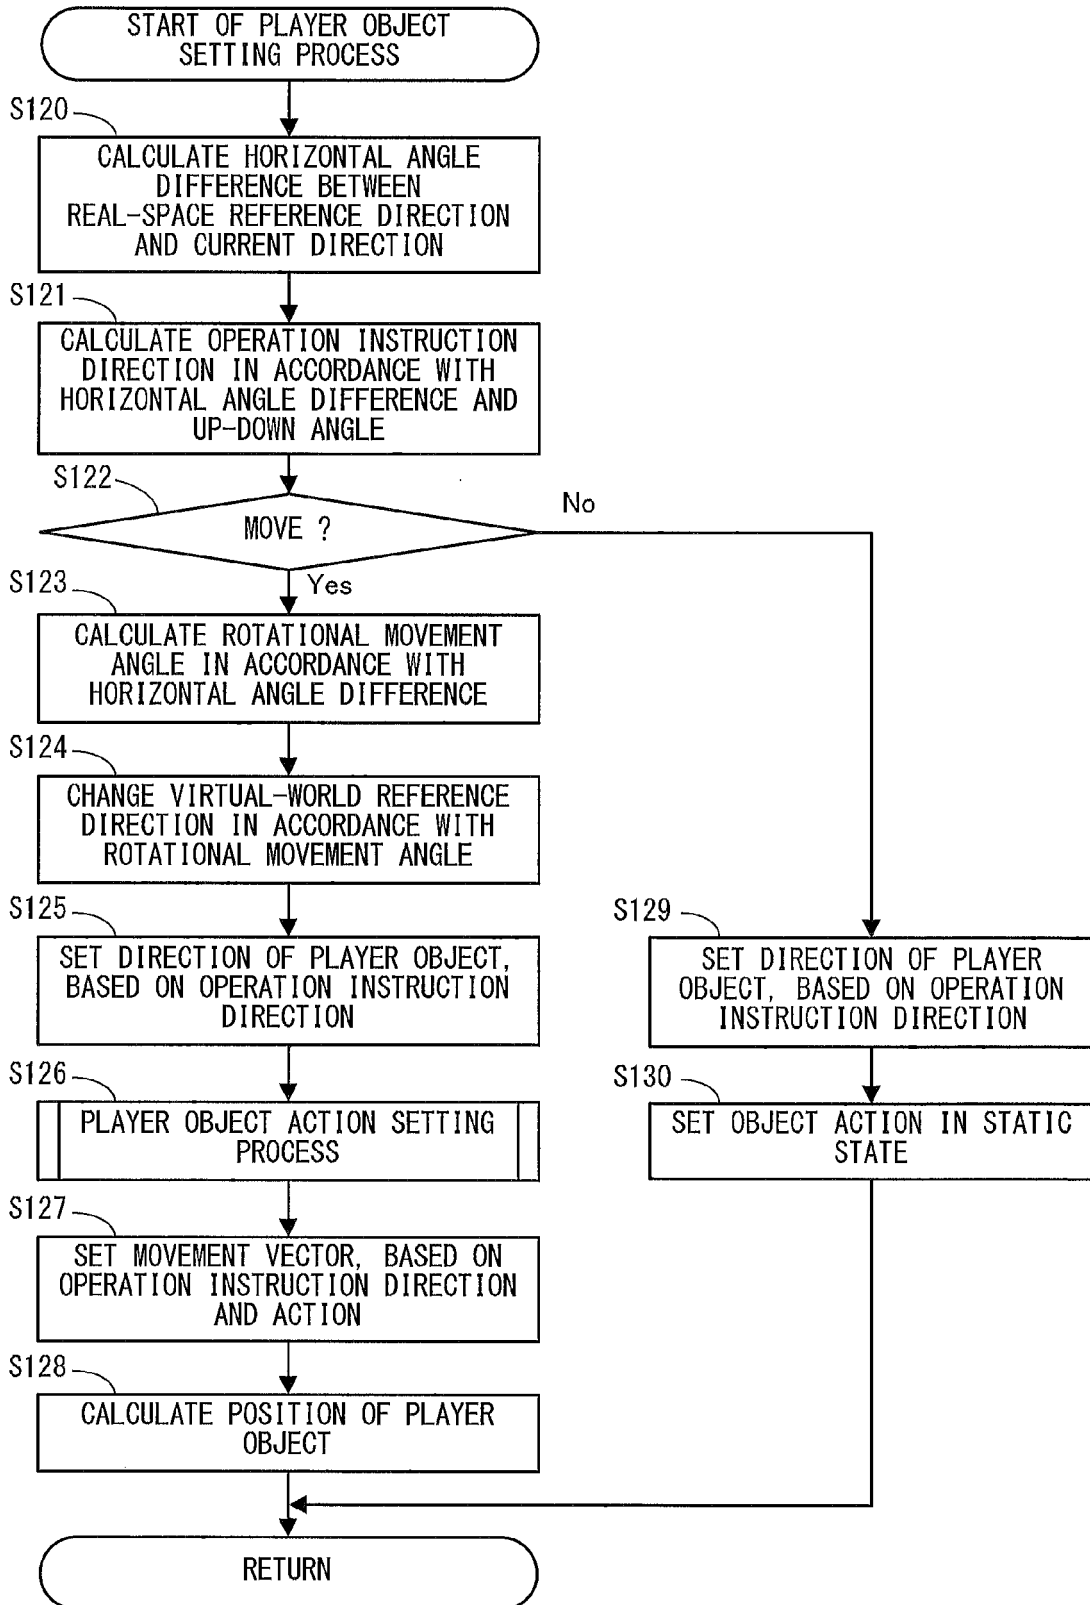 START OF PLAYER OBJECT
SETTING PROCESS
S120
CALCULATE HORIZONTAL ANGLE
DIFFERENCE BETWEEN
REAL-SPACE REFERENCE DIRECTION
AND CURRENT DIRECTION
S121
CALCULATE OPERATION INSTRUCTION
DIRECTION IN ACCORDANCE WITH
HORIZONTAL ANGLE DIFFERENCE AND
UP-DOWN ANGLE
S122
MOVE ?
No
Yes
S123
CALCULATE ROTATIONAL MOVEMENT
ANGLE IN ACCORDANCE WITH
HORIZONTAL ANGLE DIFFERENCE
S124
CHANGE VIRTUAL-WORLD REFERENCE
DIRECTION IN ACCORDANCE WITH
ROTATIONAL MOVEMENT ANGLE
S125
SET DIRECTION OF PLAYER OBJECT,
BASED ON OPERATION INSTRUCTION
DIRECTION
S126
PLAYER OBJECT ACTION SETTING
PROCESS
S127
SET MOVEMENT VECTOR, BASED ON
OPERATION INSTRUCTION DIRECTION
AND ACTION
S128
CALCULATE POSITION OF PLAYER
OBJECT
S129
SET DIRECTION OF PLAYER
OBJECT, BASED ON OPERATION
INSTRUCTION DIRECTION
S130
SET OBJECT ACTION IN STATIC
STATE
RETURN